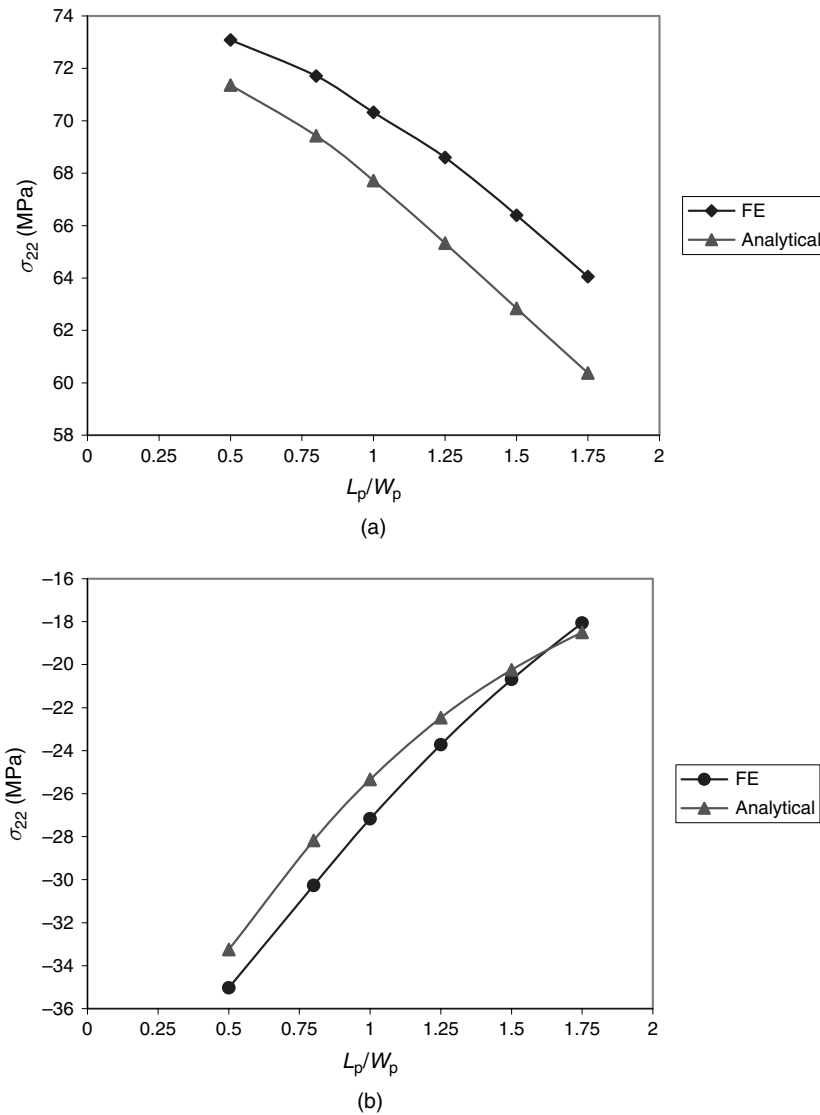 74
72
70
68
66
64
62
60
58
σ22 (MPa)
0 0.25 0.5 0.75 1 1.25 1.5 1.75 2
Lp/Wp
FE
Analytical
(a)
–16
–18
–20
–22
–24
–26
–28
–30
–32
–34
–36
σ22 (MPa)
0 0.25 0.5 0.75 1 1.25 1.5 1.75 2
Lp/Wp
FE
Analytical
(b)